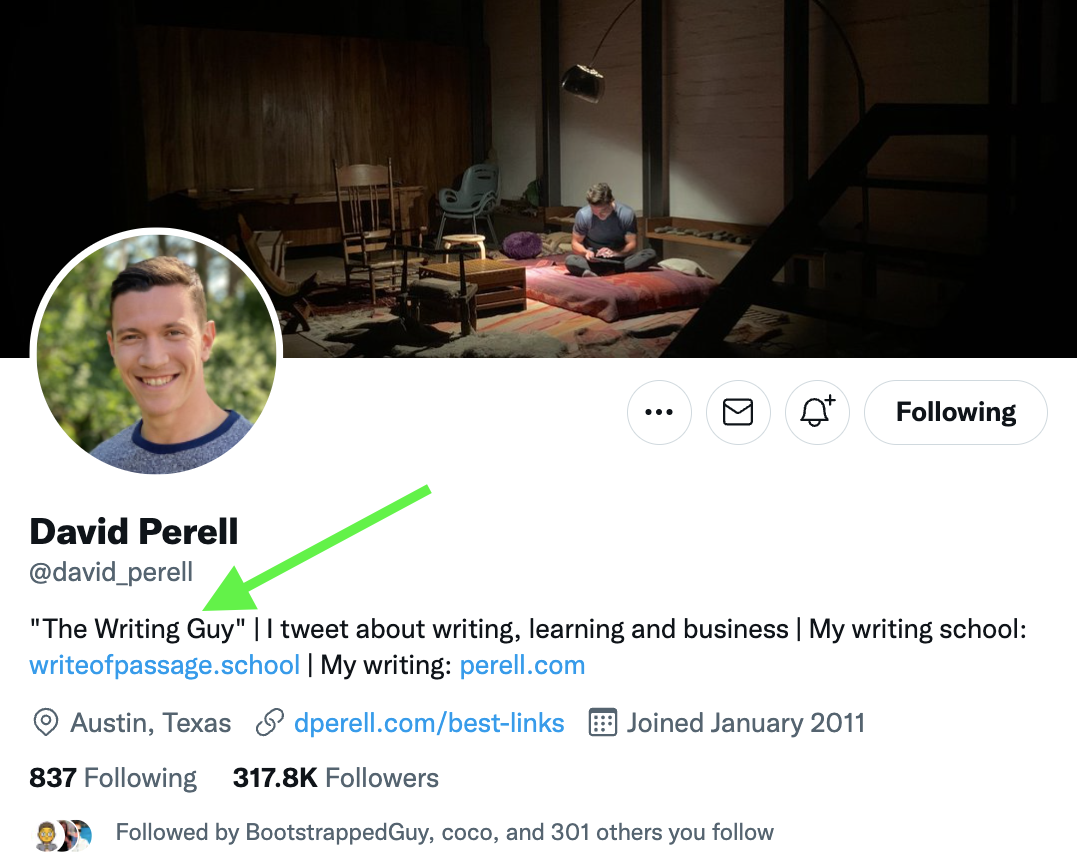 Following
David Perell
@david_perell
"The Writing Guy" | I tweet about writing, learning and business | My writing school:
writeofpassage.school | My writing: perell.com
Austin, Texas dperell.com/best-links Joined January 2011
837 Following 317.8K Followers
Followed by BootstrappedGuy, coco, and 301 others you follow